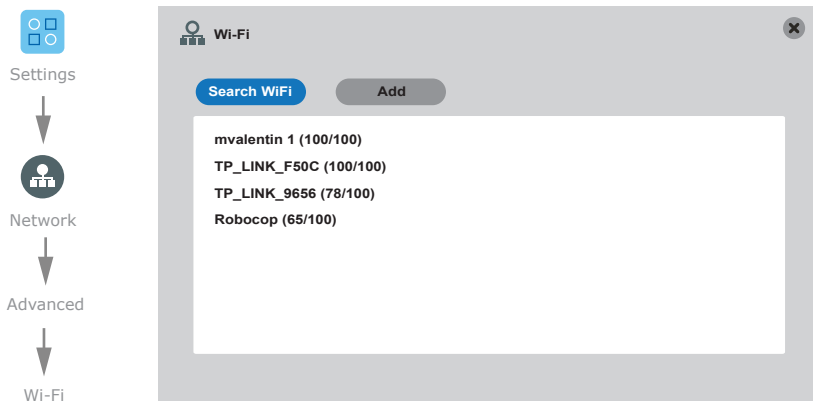 Settings
Network
Advanced
Wi-Fi
Wi-Fi
Search WiFi
Add
mvalentin 1 (100/100)
TP_LINK_F50C (100/100)
TP_LINK_9656 (78/100)
Robocop (65/100)